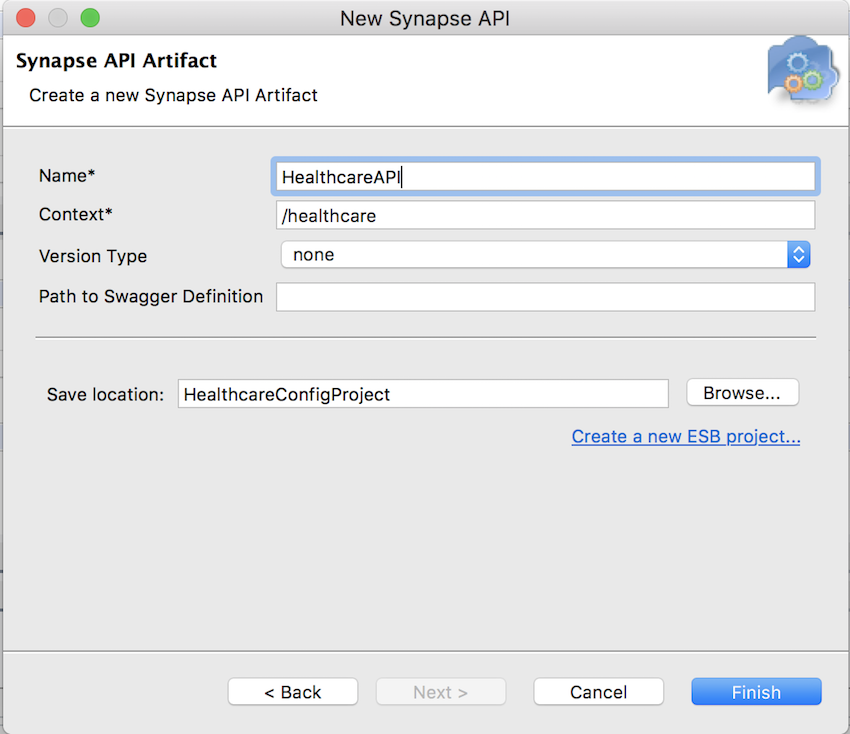 New Synapse API
Synapse API Artifact
Create a new Synapse API Artifact
Name* HealthcareAPI
Context* /healthcare
Version Type none
Path to Swagger Definition
Save location: HealthcareConfigProject Browse...
Create a new ESB project...
< Back Next > Cancel Finish